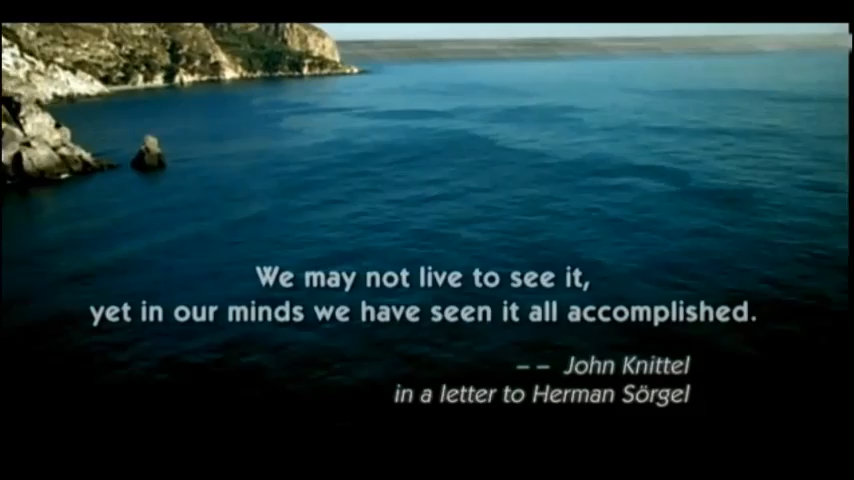 We may not live to see it,
yet in our minds we have seen it all accomplished.
– – John Knittel
in a letter to Herman Sörgel